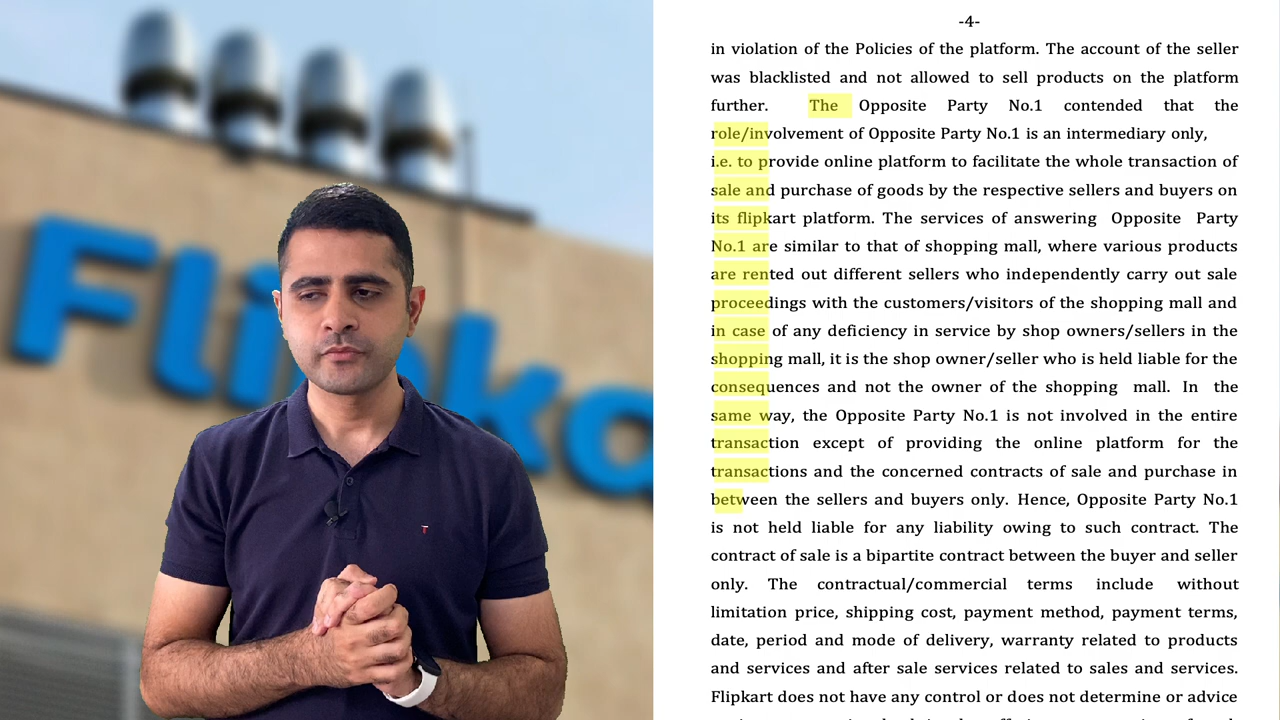 Flipka
-4-
in violation of the Policies of the platform. The account of the seller
was blacklisted and not allowed to sell products on the platform
further. The Opposite Party No.1 contended that the
role/involvement of Opposite Party No.1 is an intermediary only,
i.e. to provide online platform to facilitate the whole transaction of
sale and purchase of goods by the respective sellers and buyers on
its flipkart platform. The services of answering Opposite Party
No.1 are similar to that of shopping mall, where various products
are rented out different sellers who independently carry out sale
proceedings with the customers/visitors of the shopping mall and
in case of any deficiency in service by shop owners/sellers in the
shopping mall, it is the shop owner/seller who is held liable for the
consequences and not the owner of the shopping mall. In the
same way, the Opposite Party No.1 is not involved in the entire
transaction except of providing the online platform for the
transactions and the concerned contracts of sale and purchase in
between the sellers and buyers only. Hence, Opposite Party No.1
is not held liable for any liability owing to such contract. The
contract of sale is a bipartite contract between the buyer and seller
only. The contractual/commercial terms include without
limitation price, shipping cost, payment method, payment terms,
date, period and mode of delivery, warranty related to products
and services and after sale services related to sales and services.
Flipkart does not have any control or does not determine or advice